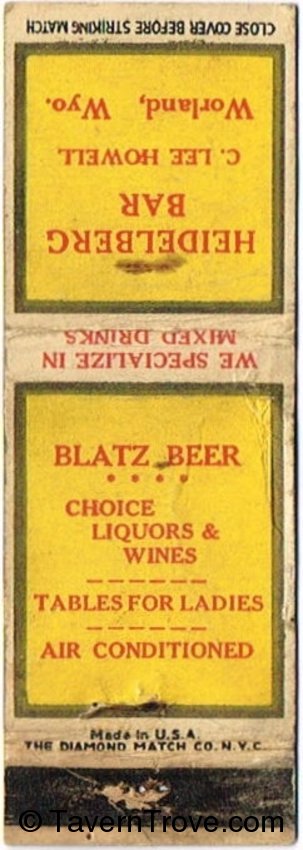 CLOSE COVER BEFORE STRIKING MATCH
HEIDELBERG
BAR
C. LEE HOWELL
Worland, Wyo.
WE SPECIALIZE IN
MIXED DRINKS
BLATZ BEER
• • • •
CHOICE
LIQUORS &
WINES
TABLES FOR LADIES
AIR CONDITIONED
Made in U.S.A.
THE DIAMOND MATCH CO. N.Y.C.
© TavernTrove.com